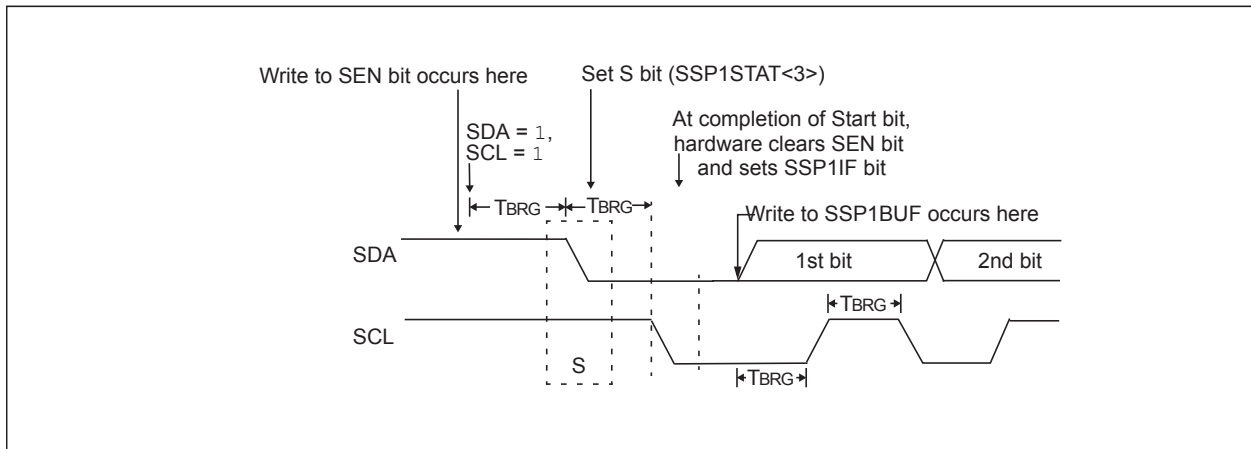 Write to SEN bit occurs here
Set S bit (SSP1STAT<3>)
SDA = 1,
SCL = 1
At completion of Start bit,
hardware clears SEN bit
and sets SSP1IF bit
TBRG
TBRG
Write to SSP1BUF occurs here
SDA
1st bit
2nd bit
TBRG
SCL
S
TBRG